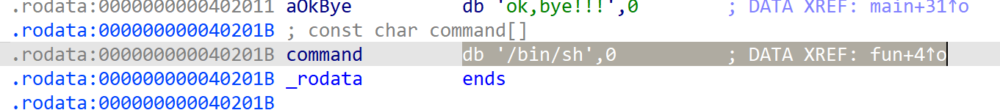 .rodata:0000000000402011 aOkBye db 'ok,bye!!!',0 ; DATA XREF: main+31↑o
.rodata:000000000040201B ; const char command[]
.rodata:000000000040201B command db '/bin/sh',0 ; DATA XREF: fun+4↑o
.rodata:000000000040201B _rodata ends
.rodata:000000000040201B